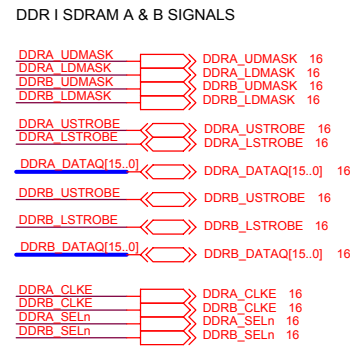 DDR I SDRAM A & B SIGNALS
DDRA_UDMASK DDRA_UDMASK 16
DDRA_LDMASK DDRA_LDMASK 16
DDRB_UDMASK DDRB_UDMASK 16
DDRB_LDMASK DDRB_LDMASK 16
DDRA_USTROBE DDRA_USTROBE 16
DDRA_LSTROBE DDRA_LSTROBE 16
DDRA_DATAQ[15..0] DDRA_DATAQ[15..0] 16
DDRB_USTROBE DDRB_USTROBE 16
DDRB_LSTROBE DDRB_LSTROBE 16
DDRB_DATAQ[15..0] DDRB_DATAQ[15..0] 16
DDRA_CLKE DDRA_CLKE 16
DDRB_CLKE DDRB_CLKE 16
DDRA_SELn DDRA_SELn 16
DDRB_SELn DDRB_SELn 16